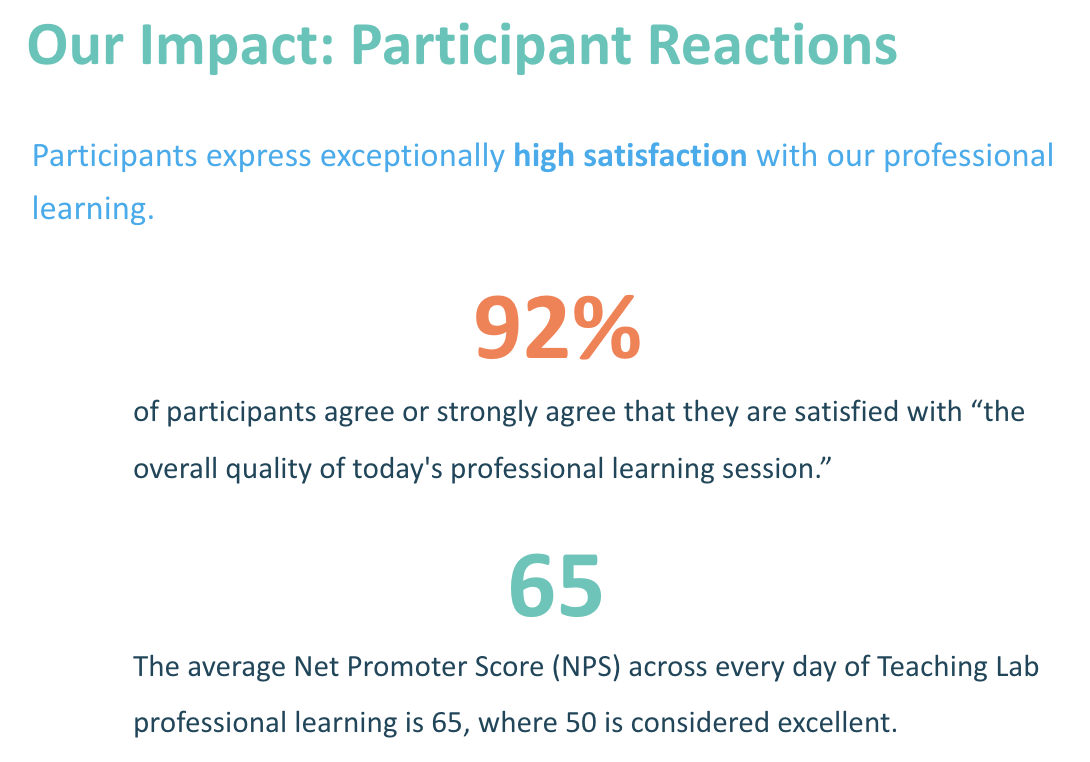 Our Impact: Participant Reactions
Participants express exceptionally high satisfaction with our professional
learning.
92%
of participants agree or strongly agree that they are satisfied with “the
overall quality of today's professional learning session.”
65
The average Net Promoter Score (NPS) across every day of Teaching Lab
professional learning is 65, where 50 is considered excellent.